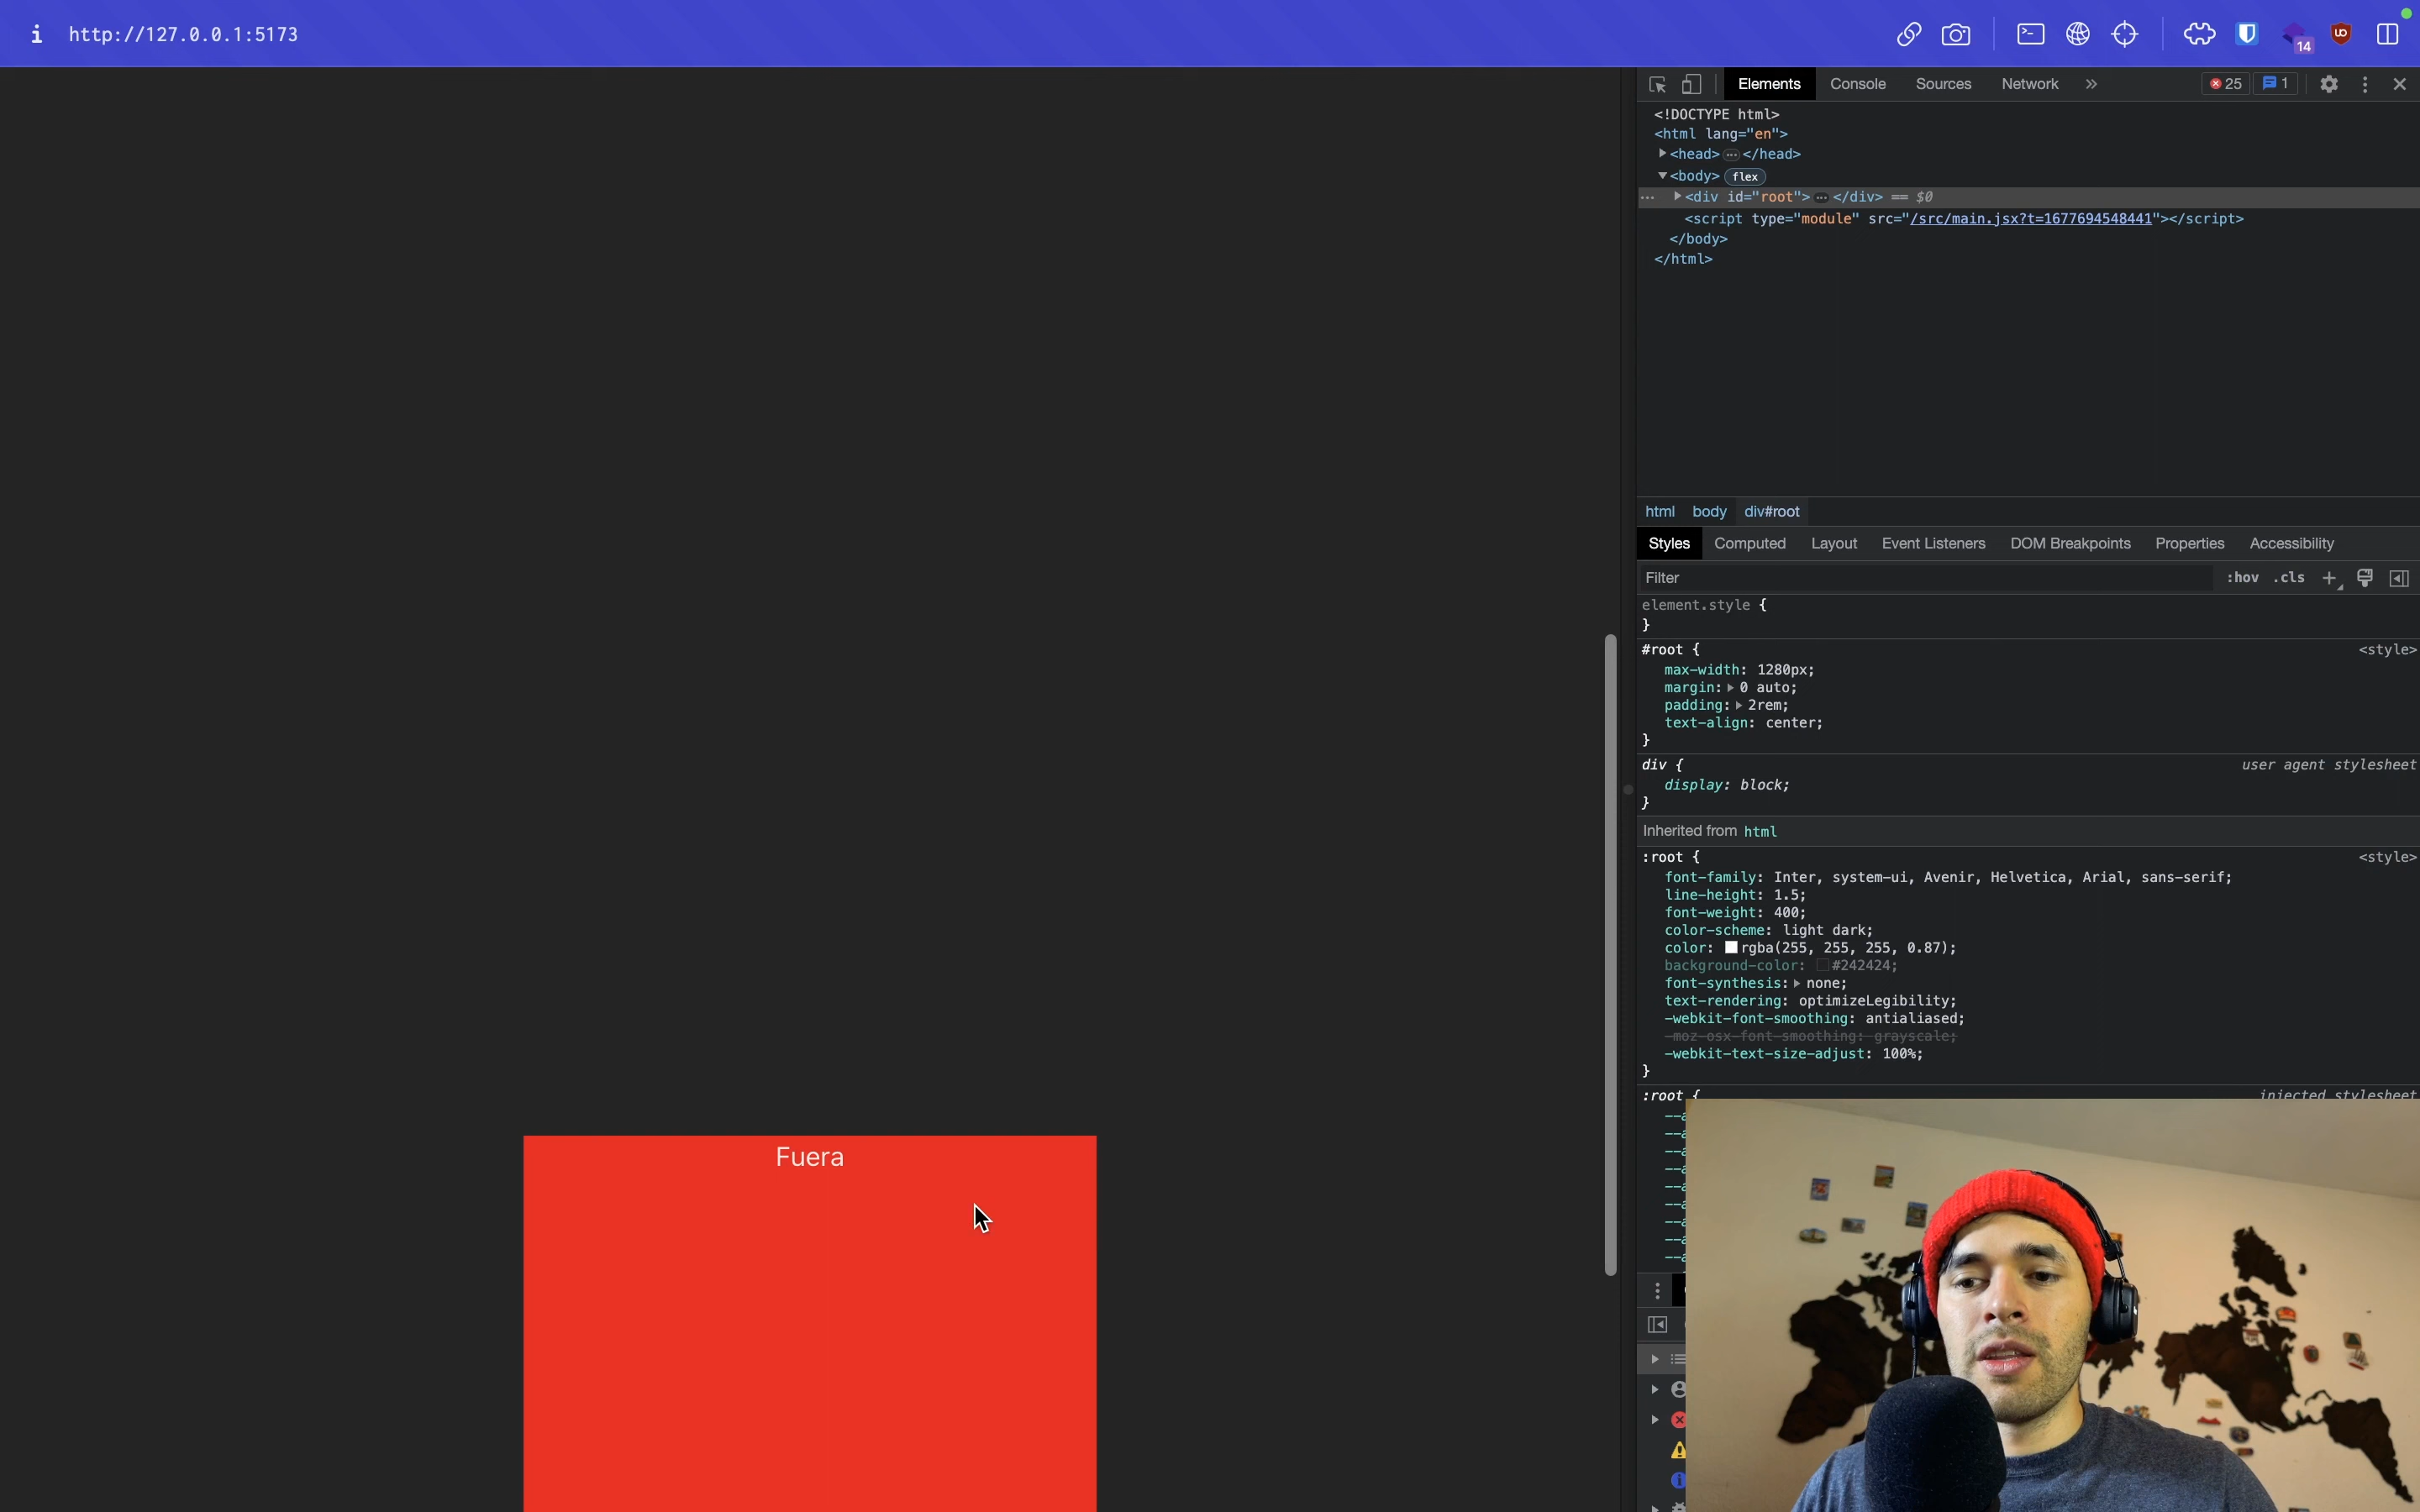 i http://127.0.0.1:5173
14
Elements Console Sources Network 25 1
<!DOCTYPE html>
<html lang="en">
<head> … </head>
<body> flex
… <div id="root"> … </div> == $0
<script type="module" src="/src/main.jsx?t=1677694548441"></script>
</body>
</html>
html body div#root
Styles Computed Layout Event Listeners DOM Breakpoints Properties Accessibility
Filter :hov .cls
element.style {
}
#root { <style>
max-width: 1280px;
margin: 0 auto;
padding: 2rem;
text-align: center;
}
div { user agent stylesheet
display: block;
}
Inherited from html
:root { <style>
font-family: Inter, system-ui, Avenir, Helvetica, Arial, sans-serif;
line-height: 1.5;
font-weight: 400;
color-scheme: light dark;
color: rgba(255, 255, 255, 0.87);
background-color: #242424;
font-synthesis: none;
text-rendering: optimizeLegibility;
-webkit-font-smoothing: antialiased;
-moz-osx-font-smoothing: grayscale;
-webkit-text-size-adjust: 100%;
}
:root { injected stylesheet
Fuera